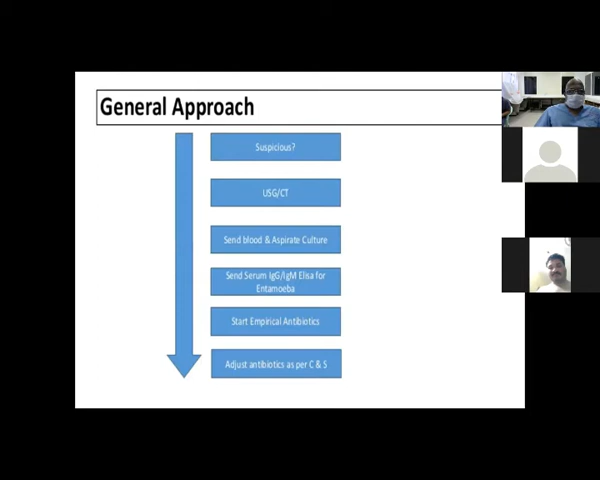 General Approach
Suspicious?
USG/CT
Send blood & Aspirate Culture
Send Serum IgG/IgM Elisa for
Entamoeba
Start Empirical Antibiotics
Adjust antibiotics as per C & S